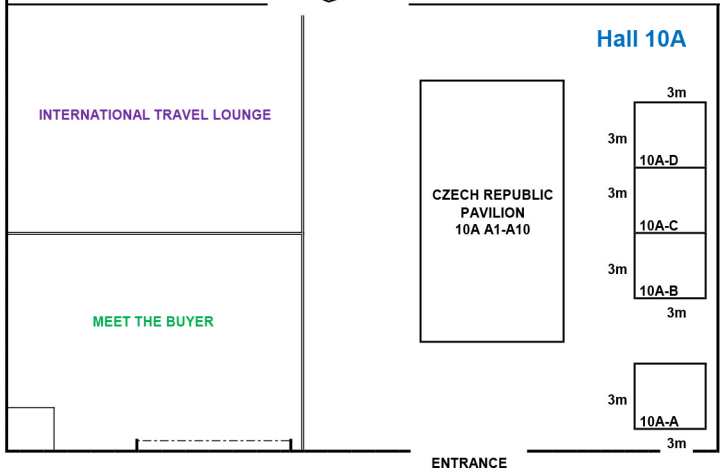 Hall 10A
INTERNATIONAL TRAVEL LOUNGE
MEET THE BUYER
CZECH REPUBLIC
PAVILION
10A A1-A10
3m
3m
10A-D
3m
10A-C
3m
10A-B
3m
3m
10A-A
3m
ENTRANCE